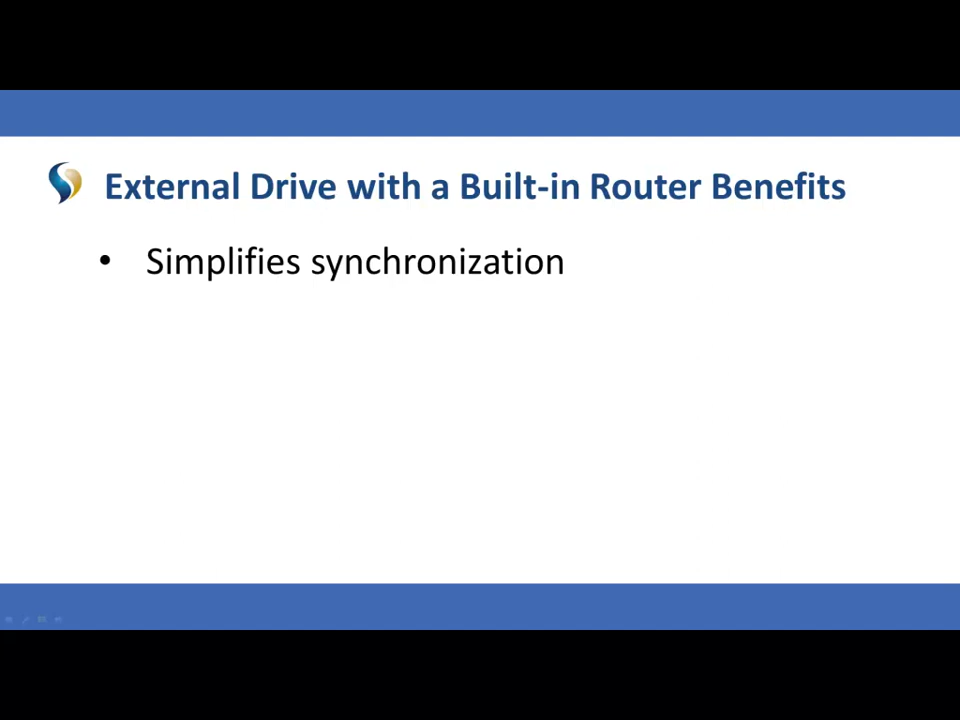 External Drive with a Built-in Router Benefits
• Simplifies synchronization